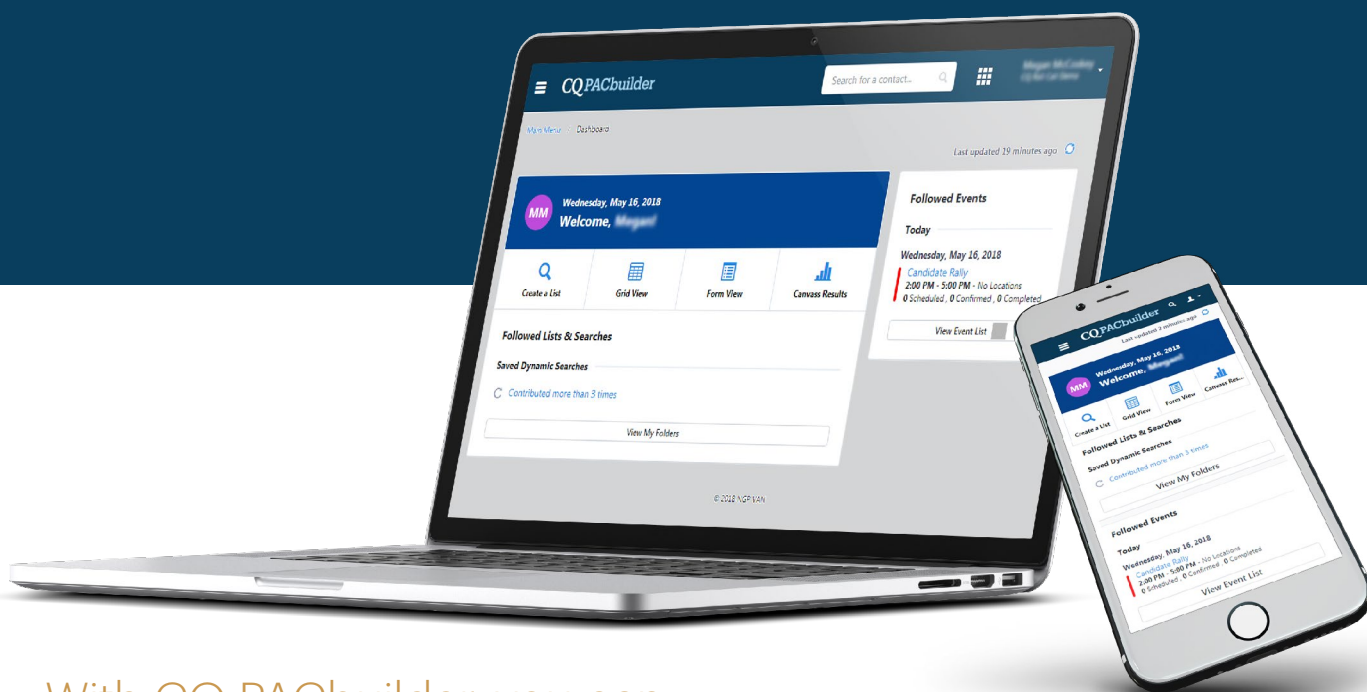 CQ PACbuilder
Search for a contact...
Main Menu Dashboard
Last updated 19 minutes ago
MM
Wednesday, May 16, 2018
Welcome,
Create a List
Grid View
Form View
Canvass Results
Followed Lists & Searches
Saved Dynamic Searches
Contributed more than 3 times
View My Folders
© 2018 NGP VAN
Followed Events
Today
Wednesday, May 16, 2018
Candidate Rally
2:00 PM - 5:00 PM - No Locations
0 Scheduled , 0 Confirmed , 0 Completed
View Event List
CQ PACbuilder
Last updated 2 minutes ago
MM
Wednesday, May 16, 2018
Welcome,
Create a List
Grid View
Form View
Canvass Res...
Followed Lists & Searches
Saved Dynamic Searches
Contributed more than 3 times
View My Folders
Followed Events
Today
Wednesday, May 16, 2018
Candidate Rally
2:00 PM - 5:00 PM - No Locations
0 Scheduled , 0 Confirmed , 0 Completed
View Event List
With CQ PACbuilder you can